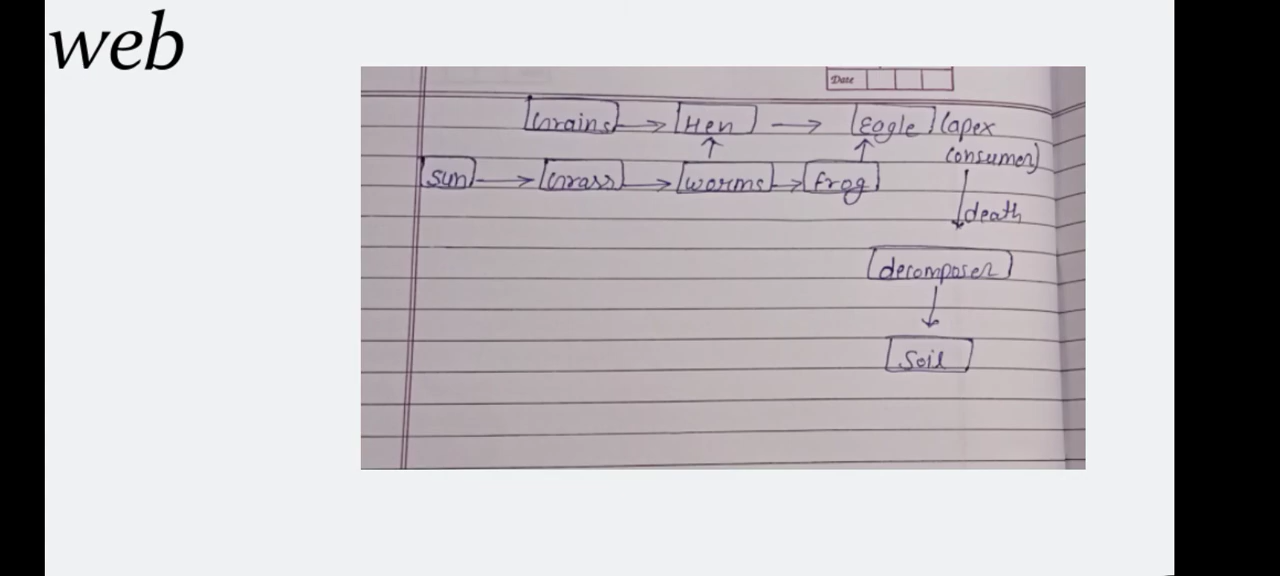 web
Date
Grains → Hen → Eagle (apex
consumer)
Sun → Grass → worms → frog
death
decomposer
Soil